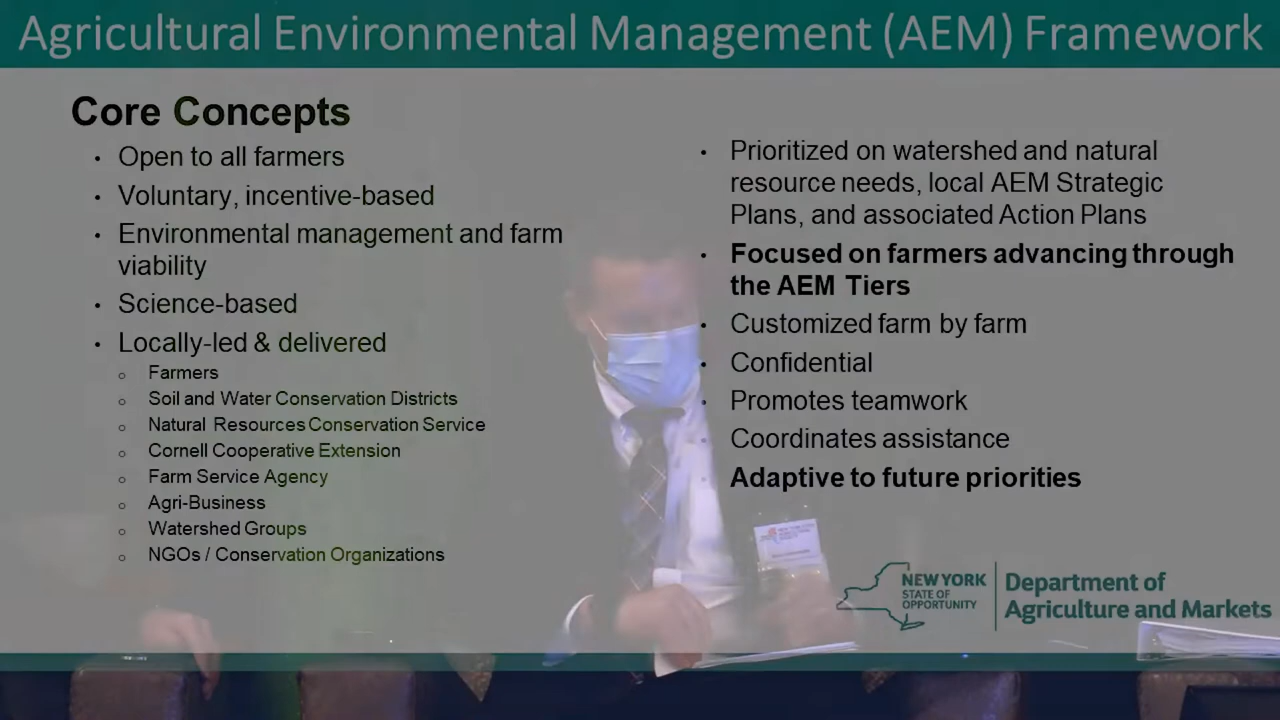 Agricultural Environmental Management (AEM) Framework
Core Concepts
• Open to all farmers
• Voluntary, incentive-based
• Environmental management and farm
viability
• Science-based
• Locally-led & delivered
o Farmers
o Soil and Water Conservation Districts
o Natural Resources Conservation Service
o Cornell Cooperative Extension
o Farm Service Agency
o Agri-Business
o Watershed Groups
o NGOs / Conservation Organizations
• Prioritized on watershed and natural
resource needs, local AEM Strategic
Plans, and associated Action Plans
• Focused on farmers advancing through
the AEM Tiers
• Customized farm by farm
• Confidential
• Promotes teamwork
• Coordinates assistance
• Adaptive to future priorities
NEW YORK
STATE OF
OPPORTUNITY
Department of
Agriculture and Markets